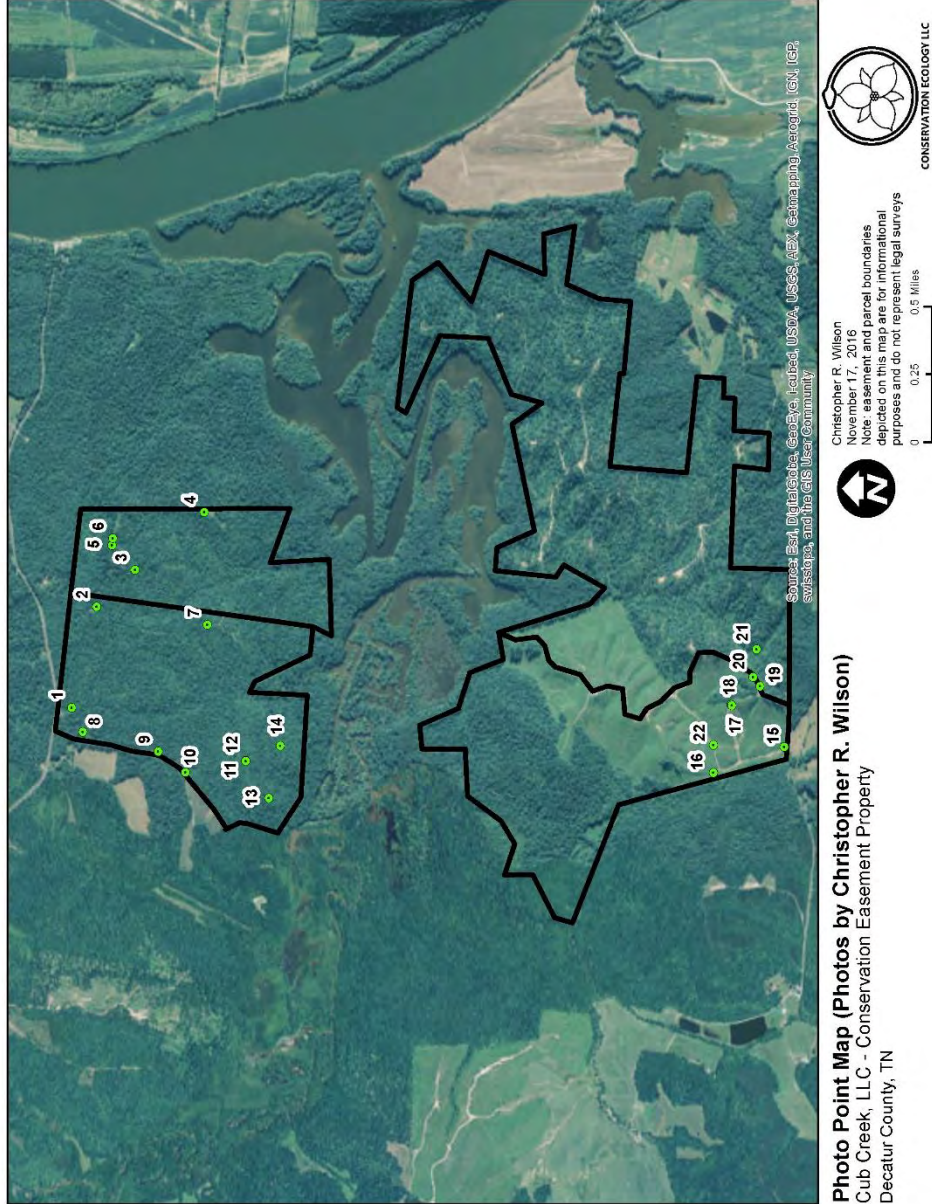 1
2
3
4
5
6
7
8
9
10
11
12
13
14
15
16
17
18
19
20
21
22
Source: Esri, DigitalGlobe, GeoEye, i-cubed, USDA, USGS, AEX, Getmapping, Aerogrid, IGN, IGP,
swisstopo, and the GIS User Community
Photo Point Map (Photos by Christopher R. Wilson)
Cub Creek, LLC - Conservation Easement Property
Decatur County, TN
N
Christopher R. Wilson
November 17, 2016
Note: easement and parcel boundaries
depicted on this map are for informational
purposes and do not represent legal surveys
0 0.25 0.5 Miles
CONSERVATION ECOLOGY LLC